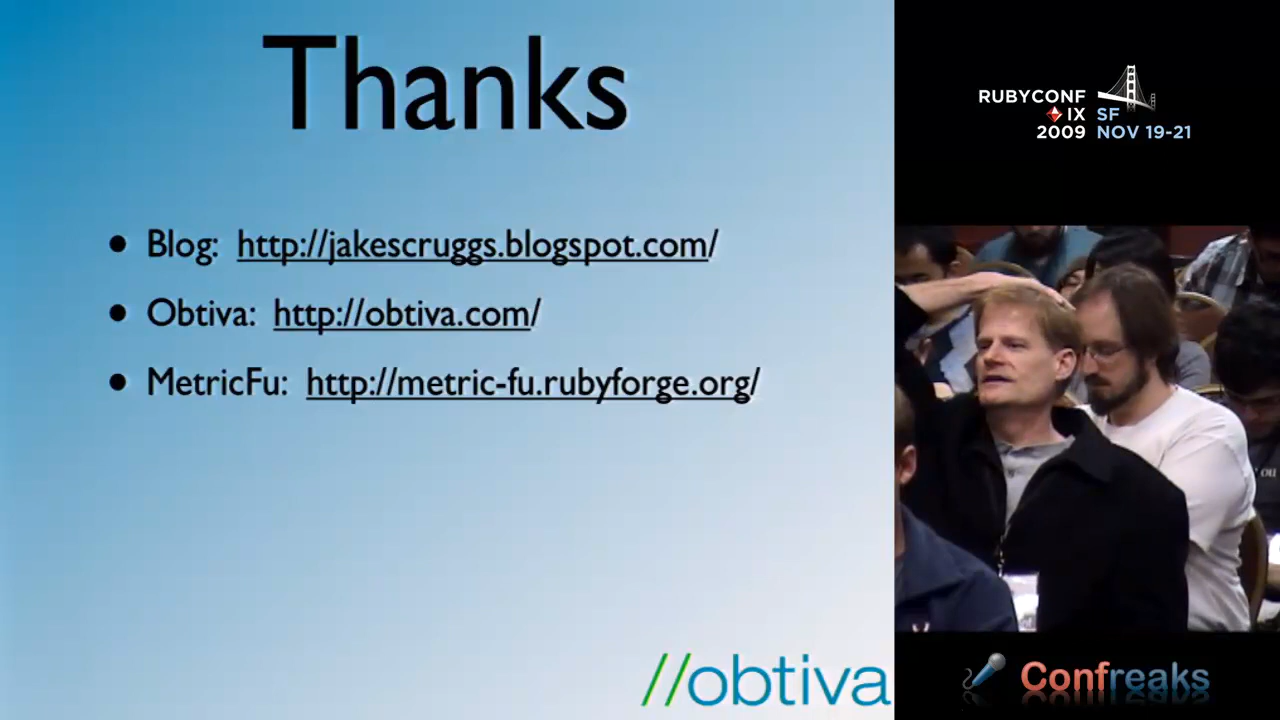 Thanks
• Blog: http://jakescruggs.blogspot.com/
• Obtiva: http://obtiva.com/
• MetricFu: http://metric-fu.rubyforge.org/
//obtiva
RUBYCONF
IX SF
2009 NOV 19-21
Confreaks